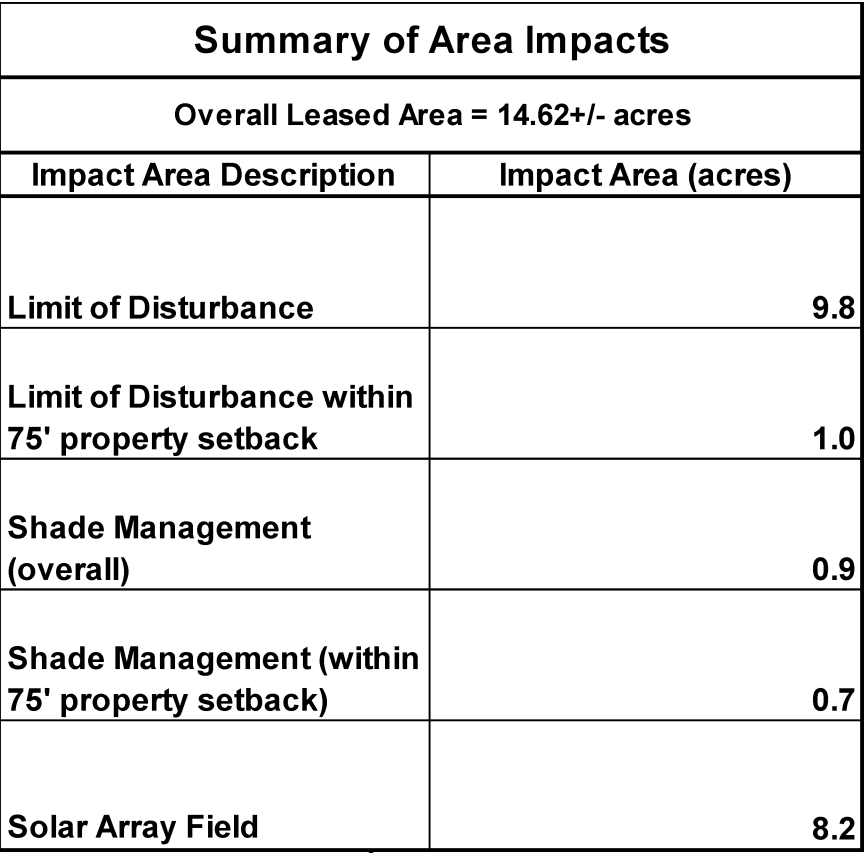 Summary of Area Impacts
Overall Leased Area = 14.62+/- acres
Impact Area Description Impact Area (acres)
Limit of Disturbance 9.8
Limit of Disturbance within
75' property setback 1.0
Shade Management
(overall) 0.9
Shade Management (within
75' property setback) 0.7
Solar Array Field 8.2